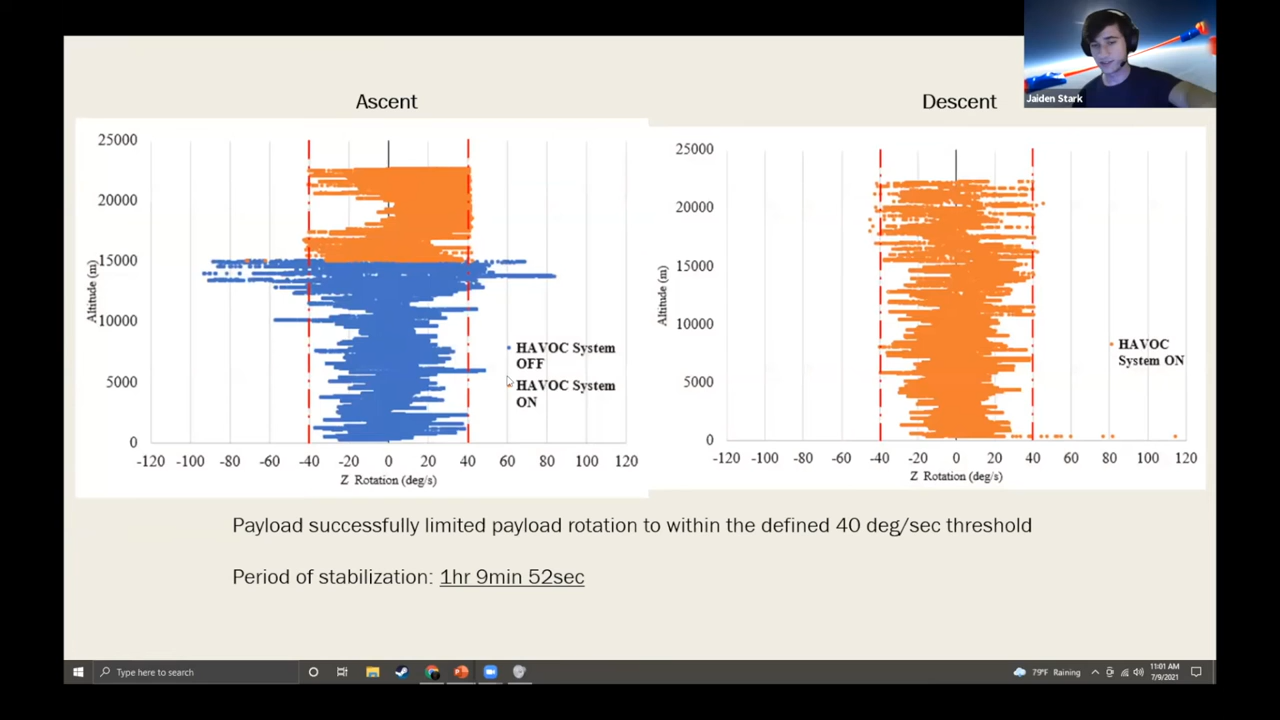 Ascent
Descent
Jaiden Stark
25000
20000
15000
10000
5000
0
-120 -100 -80 -60 -40 -20 0 20 40 60 80 100 120
Z Rotation (deg/s)
Altitude (m)
HAVOC System
OFF
HAVOC System
ON
25000
20000
15000
10000
5000
0
-120 -100 -80 -60 -40 -20 0 20 40 60 80 100 120
Z Rotation (deg/s)
Altitude (m)
HAVOC
System ON
Payload successfully limited payload rotation to within the defined 40 deg/sec threshold
Period of stabilization: 1hr 9min 52sec
Type here to search
79°F Raining
11:01 AM
7/9/2021